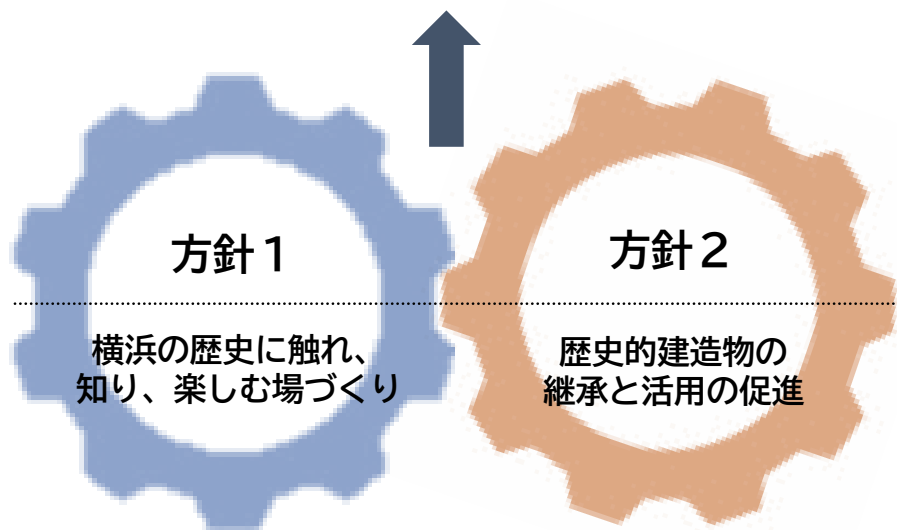 方針１
横浜の歴史に触れ、
知り、楽しむ場づくり
方針２
歴史的建造物の
継承と活用の促進